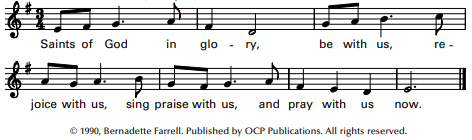 Saints of God in glo - ry, be with us, re -
joice with us, sing praise with us, and pray with us now.
© 1990, Bernadette Farrell. Published by OCP Publications. All rights reserved.